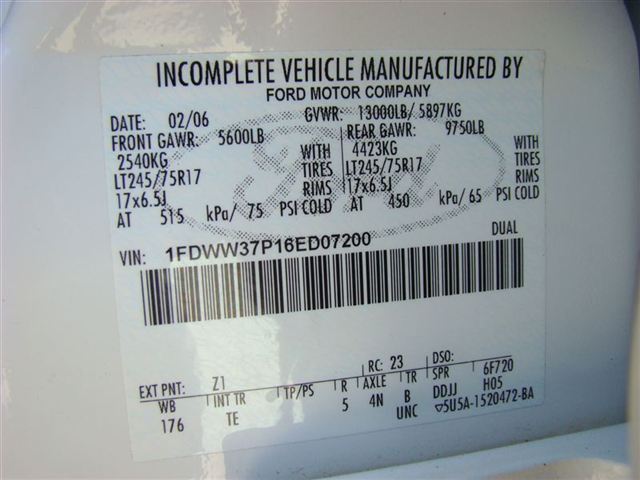 INCOMPLETE VEHICLE MANUFACTURED BY
FORD MOTOR COMPANY
DATE: 02/06 GVWR: 13000LB/ 5897KG
FRONT GAWR: 5600LB REAR GAWR: 9750LB
2540KG WITH 4423KG WITH
LT245/75R17 TIRES LT245/75R17 TIRES
17x6.5J RIMS 17x6.5J RIMS
AT 515 kPa/ 75 PSI COLD AT 450 kPa/ 65 PSI COLD
VIN: 1FDWW37P16ED07200 DUAL
Ford
EXT PNT: Z1 RC: 23 DSO:
WB INT TR TP/PS R AXLE TR SPR 6F720
176 TE 5 4N B DDJJ H05
UNC ▽5U5A-1520472-BA